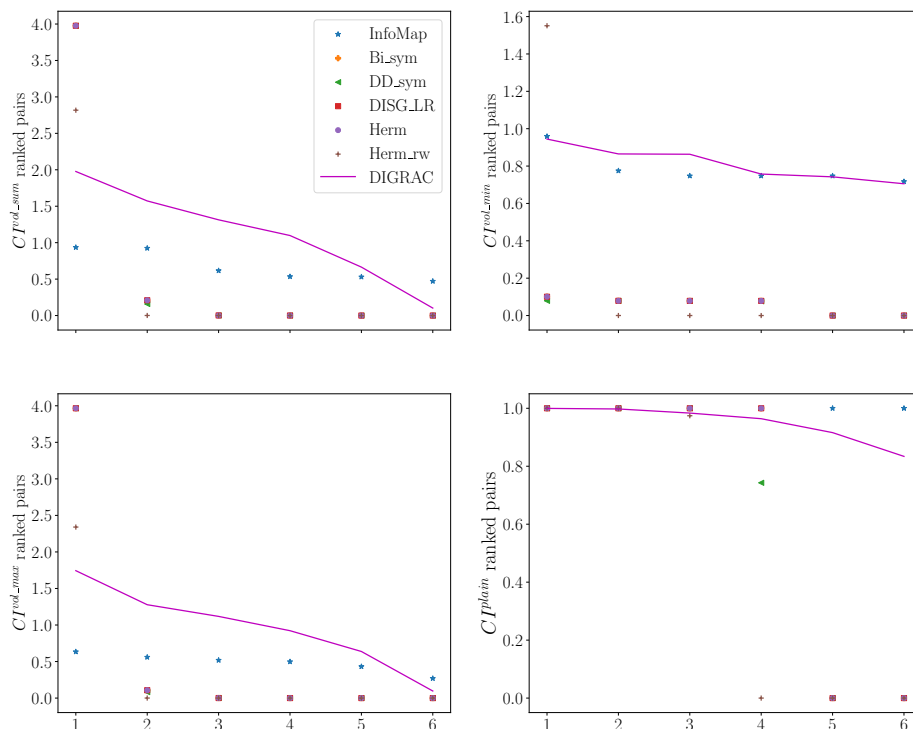 4.0
3.5
3.0
2.5
2.0
1.5
1.0
0.5
0.0
CI^{vol_sum} ranked pairs
InfoMap
Bi_sym
DD_sym
DISG_LR
Herm
Herm_rw
DIGRAC
1.6
1.4
1.2
1.0
0.8
0.6
0.4
0.2
0.0
CI^{vol_min} ranked pairs
4.0
3.5
3.0
2.5
2.0
1.5
1.0
0.5
0.0
CI^{vol_max} ranked pairs
1 2 3 4 5 6
1.0
0.8
0.6
0.4
0.2
0.0
CI^{plain} ranked pairs
1 2 3 4 5 6